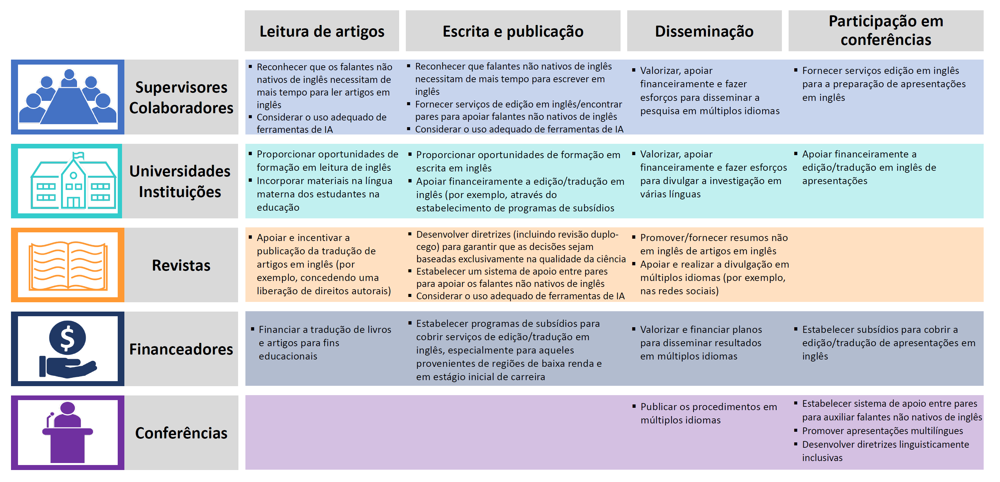 Leitura de artigos
Escrita e publicação
Disseminação
Participação em
conferências
Supervisores
Colaboradores
▪ Reconhecer que os falantes não
nativos de inglês necessitam de
mais tempo para ler artigos em
inglês
▪ Considerar o uso adequado de
ferramentas de IA
▪ Reconhecer que falantes não nativos de inglês
necessitam de mais tempo para escrever em
inglês
▪ Fornecer serviços de edição em inglês/encontrar
pares para apoiar falantes não nativos de inglês
▪ Considerar o uso adequado de ferramentas de IA
▪ Valorizar, apoiar
financeiramente e fazer
esforços para disseminar a
pesquisa em múltiplos idiomas
▪ Fornecer serviços edição em inglês
para a preparação de apresentações
em inglês
Universidades
Instituições
▪ Proporcionar oportunidades de
formação em leitura de inglês
▪ Incorporar materiais na língua
materna dos estudantes na
educação
▪ Proporcionar oportunidades de formação em
escrita em inglês
▪ Apoiar financeiramente a edição/tradução em
inglês (por exemplo, através do
estabelecimento de programas de subsídios
▪ Valorizar, apoiar
financeiramente e fazer esforços
para divulgar a investigação em
várias línguas
▪ Apoiar financeiramente a
edição/tradução em inglês de
apresentações
Revistas
▪ Apoiar e incentivar a
publicação da tradução de
artigos em inglês (por
exemplo, concedendo uma
liberação de direitos autorais)
▪ Desenvolver diretrizes (incluindo revisão duplo-
cego) para garantir que as decisões sejam
baseadas exclusivamente na qualidade da ciência
▪ Estabelecer um sistema de apoio entre pares
para apoiar os falantes não nativos de inglês
▪ Considerar o uso adequado de ferramentas de IA
▪ Promover/fornecer resumos não
em inglês de artigos em inglês
▪ Apoiar e realizar a divulgação em
múltiplos idiomas (por exemplo,
nas redes sociais)
$
Financeadores
▪ Financiar a tradução de livros
e artigos para fins
educacionais
▪ Estabelecer programas de subsídios para
cobrir serviços de edição/tradução em
inglês, especialmente para aqueles
provenientes de regiões de baixa renda e
em estágio inicial de carreira
▪ Valorizar e financiar planos
para disseminar resultados
em múltiplos idiomas
▪ Estabelecer subsídios para cobrir a
edição/tradução de apresentações em
inglês
Conferências
▪ Publicar os procedimentos em
múltiplos idiomas
▪ Estabelecer sistema de apoio entre pares
para auxiliar falantes não nativos de inglês
▪ Promover apresentações multilíngues
▪ Desenvolver diretrizes linguisticamente
inclusivas